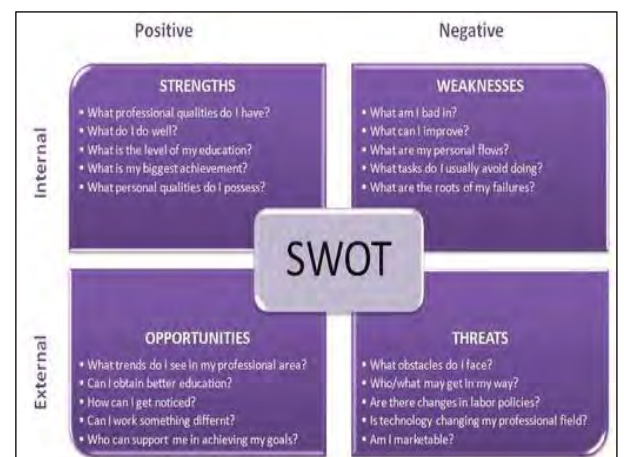 Positive
Negative
Internal
STRENGTHS
• What professional qualities do I have?
• What do I do well?
• What is the level of my education?
• What is my biggest achievement?
• What personal qualities do I possess?
WEAKNESSES
• What am I bad in?
• What can I improve?
• What are my personal flows?
• What tasks do I usually avoid doing?
• What are the roots of my failures?
SWOT
External
OPPORTUNITIES
• What trends do I see in my professional area?
• Can I obtain better education?
• How can I get noticed?
• Can I work something differnt?
• Who can support me in achieving my goals?
THREATS
• What obstacles do I face?
• Who/what may get in my way?
• Are there changes in labor policies?
• Is technology changing my professional field?
• Am I marketable?